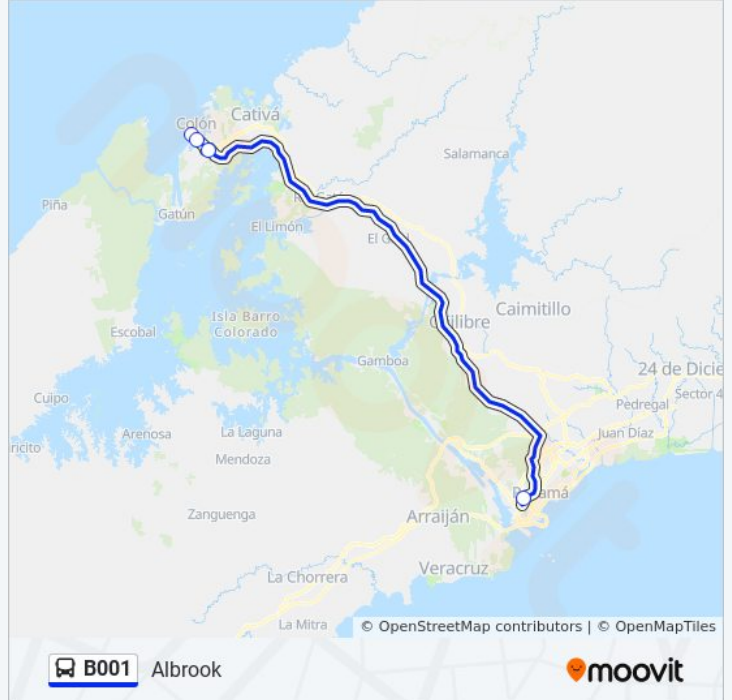 Colón
Cativá
Salamanca
Piña
Gatún
El Limón
Caimitillo
Isla Barro
Colorado
Escobal
Gamboa
24 de Dicie
Cuipo
Pedregal
Sector 4
ricito
Arenosa
La Laguna
Juan Díaz
Mendoza
Zanguenga
Arraiján
Veracruz
La Chorrera
La Mitra
© OpenStreetMap contributors | © OpenMapTiles
B001 Albrook
moovit